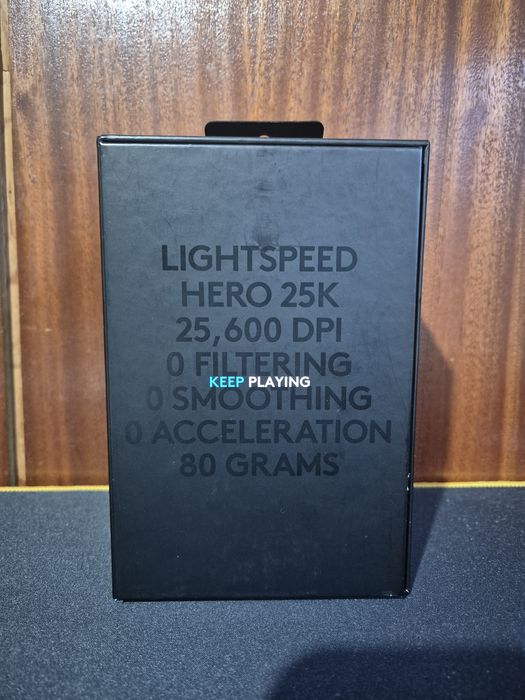 LIGHTSPEED
HERO 25K
25,600 DPI
0 FILTERING
KEEP PLAYING
0 SMOOTHING
0 ACCELERATION
80 GRAMS